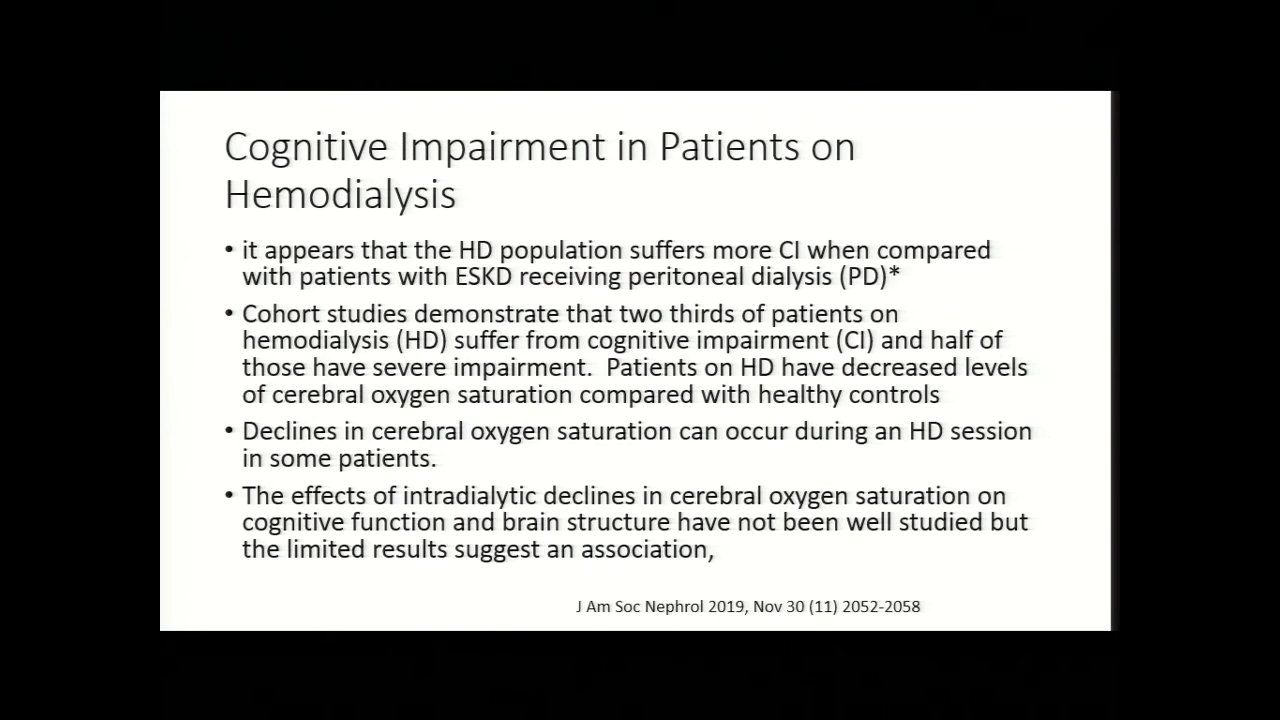 Cognitive Impairment in Patients on
Hemodialysis
• it appears that the HD population suffers more CI when compared
with patients with ESKD receiving peritoneal dialysis (PD)*
• Cohort studies demonstrate that two thirds of patients on
hemodialysis (HD) suffer from cognitive impairment (CI) and half of
those have severe impairment.  Patients on HD have decreased levels
of cerebral oxygen saturation compared with healthy controls
• Declines in cerebral oxygen saturation can occur during an HD session
in some patients.
• The effects of intradialytic declines in cerebral oxygen saturation on
cognitive function and brain structure have not been well studied but
the limited results suggest an association,
J Am Soc Nephrol 2019, Nov 30 (11) 2052-2058